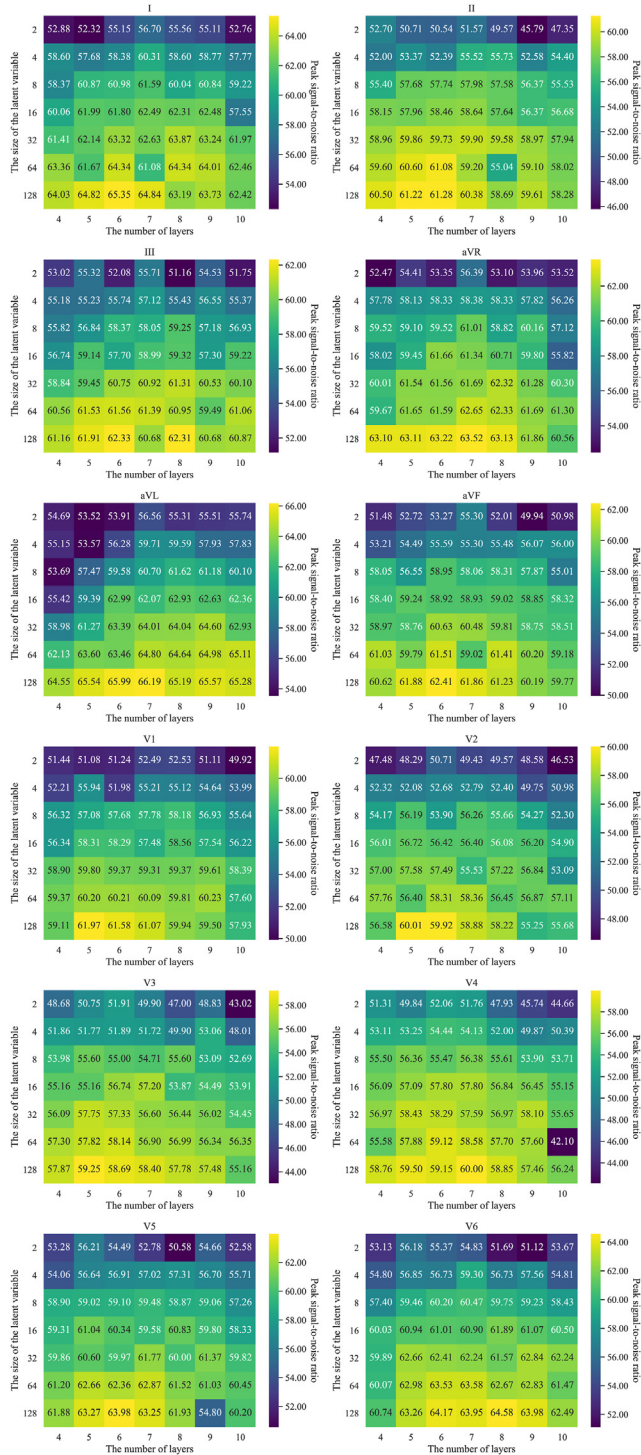 I
2 52.88 52.32 55.15 56.70 55.56 55.11 52.76
4 58.60 57.68 58.38 60.31 58.60 58.77 57.77
8 58.37 60.87 60.98 61.59 60.04 60.84 59.22
16 60.06 61.99 61.80 62.49 62.31 62.48 57.55
32 61.41 62.14 63.32 62.63 63.87 63.24 61.97
64 63.36 61.67 64.34 61.08 64.34 64.01 62.46
128 64.03 64.82 65.35 64.84 63.19 63.73 62.42
4 5 6 7 8 9 10
The number of layers
The size of the latent variable
64.00
62.00
60.00
58.00
56.00
54.00
Peak signal-to-noise ratio
II
2 52.70 50.71 50.54 51.57 49.57 45.79 47.35
4 52.00 53.37 52.39 55.52 55.73 52.58 54.40
8 55.40 57.68 57.74 57.98 57.58 56.37 55.53
16 58.15 57.96 58.46 58.64 57.64 56.37 56.68
32 58.96 59.86 59.73 59.90 59.58 58.97 57.94
64 59.60 60.60 61.08 59.20 55.04 59.10 58.02
128 60.50 61.22 61.28 60.38 58.69 59.61 58.28
4 5 6 7 8 9 10
The number of layers
The size of the latent variable
60.00
58.00
56.00
54.00
52.00
50.00
48.00
46.00
Peak signal-to-noise ratio
III
2 53.02 55.32 52.08 55.71 51.16 54.53 51.75
4 55.18 55.23 55.74 57.12 55.43 56.55 55.37
8 55.82 56.84 58.37 58.05 59.25 57.18 56.93
16 56.74 59.14 57.70 58.99 59.32 57.30 59.22
32 58.84 59.45 60.75 60.92 61.31 60.53 60.10
64 60.56 61.53 61.56 61.39 60.95 59.49 61.06
128 61.16 61.91 62.33 60.68 62.31 60.68 60.87
4 5 6 7 8 9 10
The number of layers
The size of the latent variable
62.00
60.00
58.00
56.00
54.00
52.00
Peak signal-to-noise ratio
aVR
2 52.47 54.41 53.35 56.39 53.10 53.96 53.52
4 57.78 58.13 58.33 58.38 58.33 57.82 56.26
8 59.52 59.10 59.52 61.01 58.82 60.16 57.12
16 58.02 59.45 61.66 61.34 60.71 59.80 55.82
32 60.01 61.54 61.56 61.69 62.32 61.28 60.30
64 59.67 61.65 61.59 62.65 62.33 61.69 61.30
128 63.10 63.11 63.22 63.52 63.13 61.86 60.56
4 5 6 7 8 9 10
The number of layers
The size of the latent variable
62.00
60.00
58.00
56.00
54.00
Peak signal-to-noise ratio
aVL
2 54.69 53.52 53.91 56.56 55.31 55.51 55.74
4 55.15 53.57 56.28 59.71 59.59 57.93 57.83
8 53.69 57.47 59.58 60.70 61.62 61.18 60.10
16 55.42 59.39 62.99 62.07 62.93 62.63 62.36
32 58.98 61.27 63.39 64.01 64.04 64.60 62.93
64 62.13 63.60 63.46 64.80 64.64 64.98 65.11
128 64.55 65.54 65.99 66.19 65.19 65.57 65.28
4 5 6 7 8 9 10
The number of layers
The size of the latent variable
66.00
64.00
62.00
60.00
58.00
56.00
54.00
Peak signal-to-noise ratio
aVF
2 51.48 52.72 53.27 55.30 52.01 49.94 50.98
4 53.21 54.49 55.59 55.30 55.48 56.07 56.00
8 58.05 56.55 58.95 58.06 58.31 57.87 55.01
16 58.40 59.24 58.92 58.93 59.02 58.85 58.32
32 58.97 58.76 60.63 60.48 59.81 58.75 58.51
64 61.03 59.79 61.51 59.02 61.41 60.20 59.18
128 60.62 61.88 62.41 61.86 61.23 60.19 59.77
4 5 6 7 8 9 10
The number of layers
The size of the latent variable
62.00
60.00
58.00
56.00
54.00
52.00
50.00
Peak signal-to-noise ratio
V1
2 51.44 51.08 51.24 52.49 52.53 51.11 49.92
4 52.21 55.94 51.98 55.21 55.12 54.64 53.99
8 56.32 57.08 57.68 57.78 58.18 56.93 55.64
16 56.34 58.31 58.29 57.48 58.56 57.54 56.22
32 58.90 59.80 59.37 59.31 59.37 59.61 58.39
64 59.37 60.20 60.21 60.09 59.81 60.23 57.60
128 59.11 61.97 61.58 61.07 59.94 59.50 57.93
4 5 6 7 8 9 10
The number of layers
The size of the latent variable
60.00
58.00
56.00
54.00
52.00
50.00
Peak signal-to-noise ratio
V2
2 47.48 48.29 50.71 49.43 49.57 48.58 46.53
4 52.32 52.08 52.68 52.79 52.40 49.75 50.98
8 54.17 56.19 53.90 56.26 55.66 54.27 52.30
16 56.01 56.72 56.42 56.40 56.08 56.20 54.90
32 57.00 57.58 57.49 55.53 57.22 56.84 53.09
64 57.76 56.40 58.31 58.36 56.45 56.87 57.11
128 56.58 60.01 59.92 58.88 58.22 55.25 55.68
4 5 6 7 8 9 10
The number of layers
The size of the latent variable
60.00
58.00
56.00
54.00
52.00
50.00
48.00
Peak signal-to-noise ratio
V3
2 48.68 50.75 51.91 49.90 47.00 48.83 43.02
4 51.86 51.77 51.89 51.72 49.90 53.06 48.01
8 53.98 55.60 55.00 54.71 55.60 53.09 52.69
16 55.16 55.16 56.74 57.20 53.87 54.49 53.91
32 56.09 57.75 57.33 56.60 56.44 56.02 54.45
64 57.30 57.82 58.14 56.90 56.99 56.34 56.35
128 57.87 59.25 58.69 58.40 57.78 57.48 55.16
4 5 6 7 8 9 10
The number of layers
The size of the latent variable
58.00
56.00
54.00
52.00
50.00
48.00
46.00
44.00
Peak signal-to-noise ratio
V4
2 51.31 49.84 52.06 51.76 47.93 45.74 44.66
4 53.11 53.25 54.44 54.13 52.00 49.87 50.39
8 55.50 56.36 55.47 56.38 55.61 53.90 53.71
16 56.09 57.09 57.80 57.80 56.84 56.45 55.15
32 56.97 58.43 58.29 57.59 56.97 58.10 55.65
64 55.58 57.88 59.12 58.58 57.70 57.60 42.10
128 58.76 59.50 59.15 60.00 58.85 57.46 56.24
4 5 6 7 8 9 10
The number of layers
The size of the latent variable
58.00
56.00
54.00
52.00
50.00
48.00
46.00
44.00
Peak signal-to-noise ratio
V5
2 53.28 56.21 54.49 52.78 50.58 54.66 52.58
4 54.06 56.64 56.91 57.02 57.31 57.70 55.71
8 58.90 59.02 59.10 59.48 58.87 58.06 57.26
16 59.31 61.04 60.34 59.58 60.83 59.80 58.33
32 59.86 60.60 59.97 61.77 60.00 61.37 59.82
64 61.20 62.66 62.36 62.87 61.52 61.03 60.45
128 61.88 63.27 63.98 63.25 61.93 54.80 60.20
4 5 6 7 8 9 10
The number of layers
The size of the latent variable
62.00
60.00
58.00
56.00
54.00
52.00
Peak signal-to-noise ratio
V6
2 53.13 56.18 55.37 54.83 51.69 51.12 53.67
4 54.80 56.85 56.73 59.30 56.73 57.56 54.81
8 57.40 59.46 60.20 60.47 59.75 59.23 58.43
16 60.03 60.94 61.01 60.90 61.89 61.07 60.50
32 59.89 62.66 62.41 62.24 61.57 62.84 62.24
64 60.07 62.98 63.53 63.58 62.67 62.83 61.47
128 60.74 63.26 64.17 63.95 64.58 63.98 62.49
4 5 6 7 8 9 10
The number of layers
The size of the latent variable
64.00
62.00
60.00
58.00
56.00
54.00
52.00
Peak signal-to-noise ratio